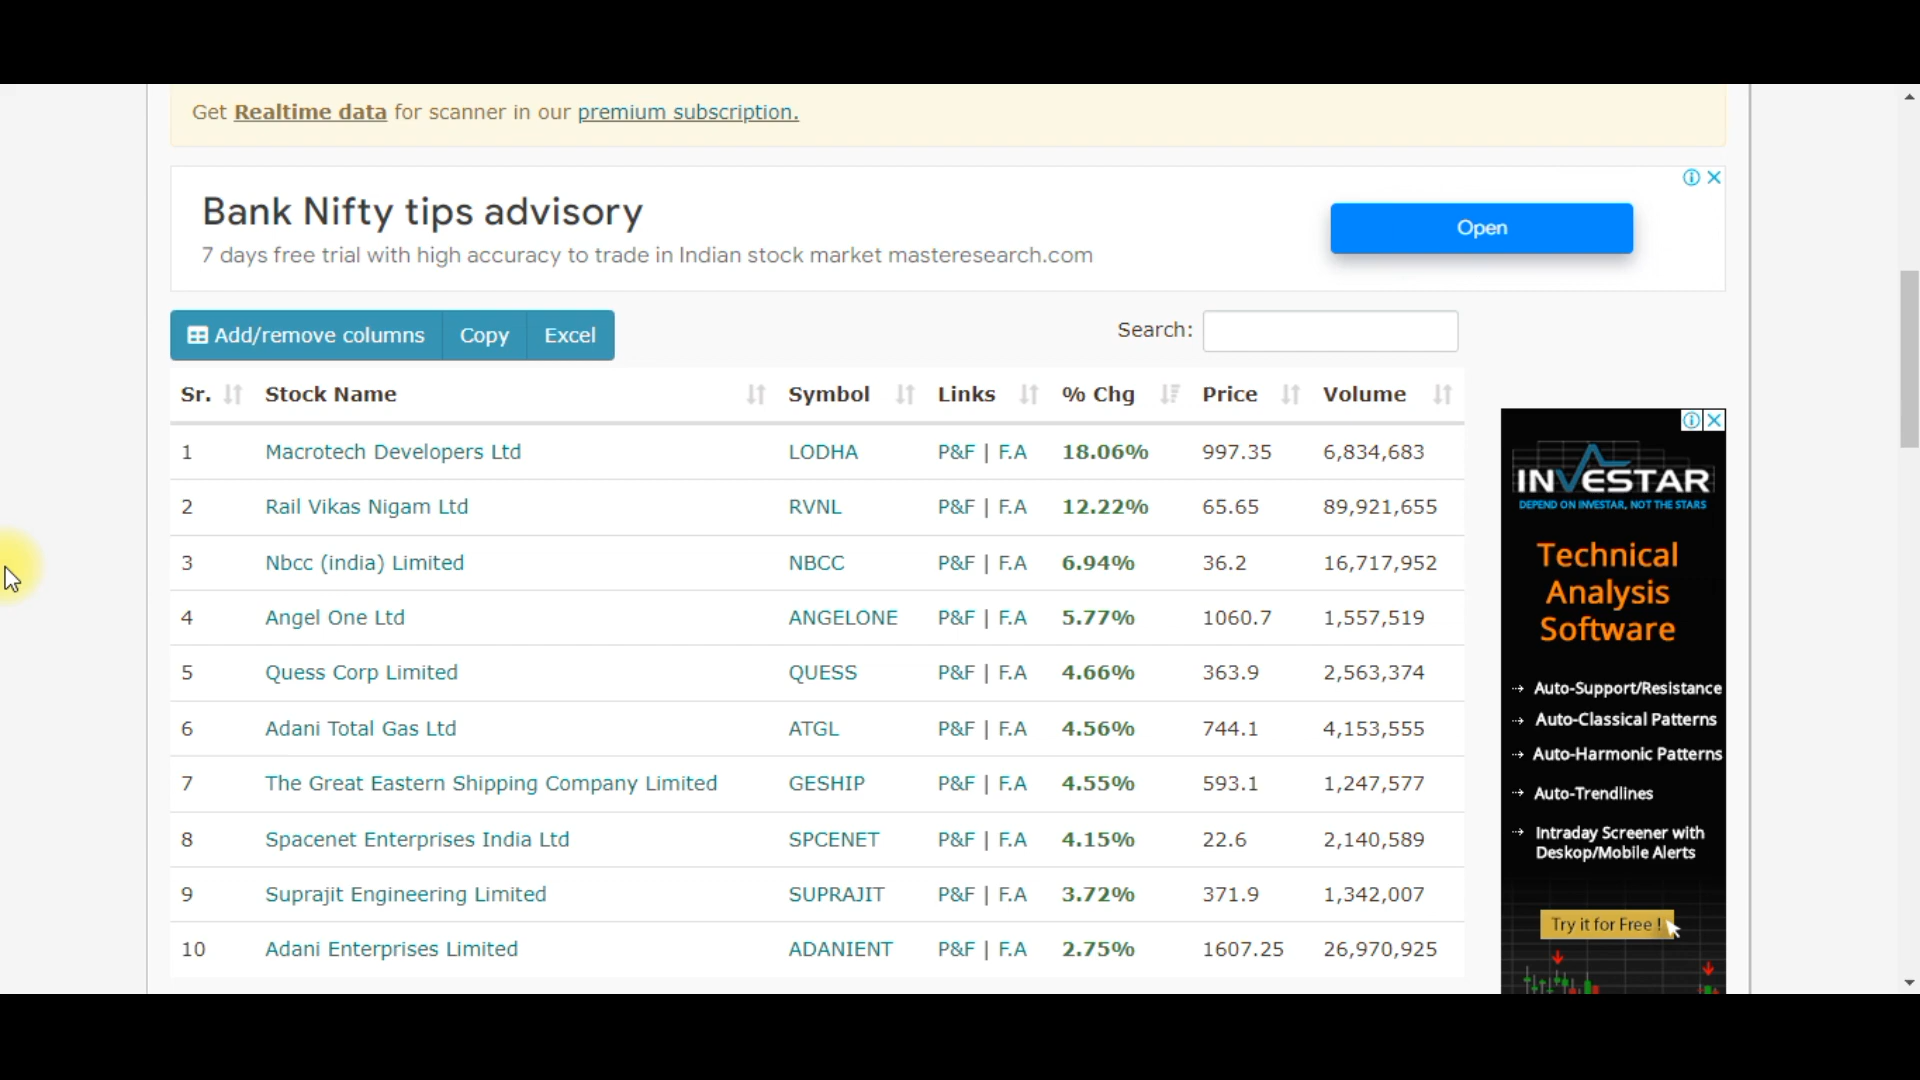 Get Realtime data for scanner in our premium subscription.
Bank Nifty tips advisory
7 days free trial with high accuracy to trade in Indian stock market masteresearch.com
Open
Add/remove columns Copy Excel
Search:
Sr. Stock Name Symbol Links % Chg Price Volume
1 Macrotech Developers Ltd LODHA P&F | F.A 18.06% 997.35 6,834,683
2 Rail Vikas Nigam Ltd RVNL P&F | F.A 12.22% 65.65 89,921,655
3 Nbcc (india) Limited NBCC P&F | F.A 6.94% 36.2 16,717,952
4 Angel One Ltd ANGELONE P&F | F.A 5.77% 1060.7 1,557,519
5 Quess Corp Limited QUESS P&F | F.A 4.66% 363.9 2,563,374
6 Adani Total Gas Ltd ATGL P&F | F.A 4.56% 744.1 4,153,555
7 The Great Eastern Shipping Company Limited GESHIP P&F | F.A 4.55% 593.1 1,247,577
8 Spacenet Enterprises India Ltd SPCENET P&F | F.A 4.15% 22.6 2,140,589
9 Suprajit Engineering Limited SUPRAJIT P&F | F.A 3.72% 371.9 1,342,007
10 Adani Enterprises Limited ADANIENT P&F | F.A 2.75% 1607.25 26,970,925
INVESTAR
DEPEND ON INVESTAR, NOT THE STARS
Technical
Analysis
Software
Auto-Support/Resistance
Auto-Classical Patterns
Auto-Harmonic Patterns
Auto-Trendlines
Intraday Screener with
Deskop/Mobile Alerts
Try it for Free !